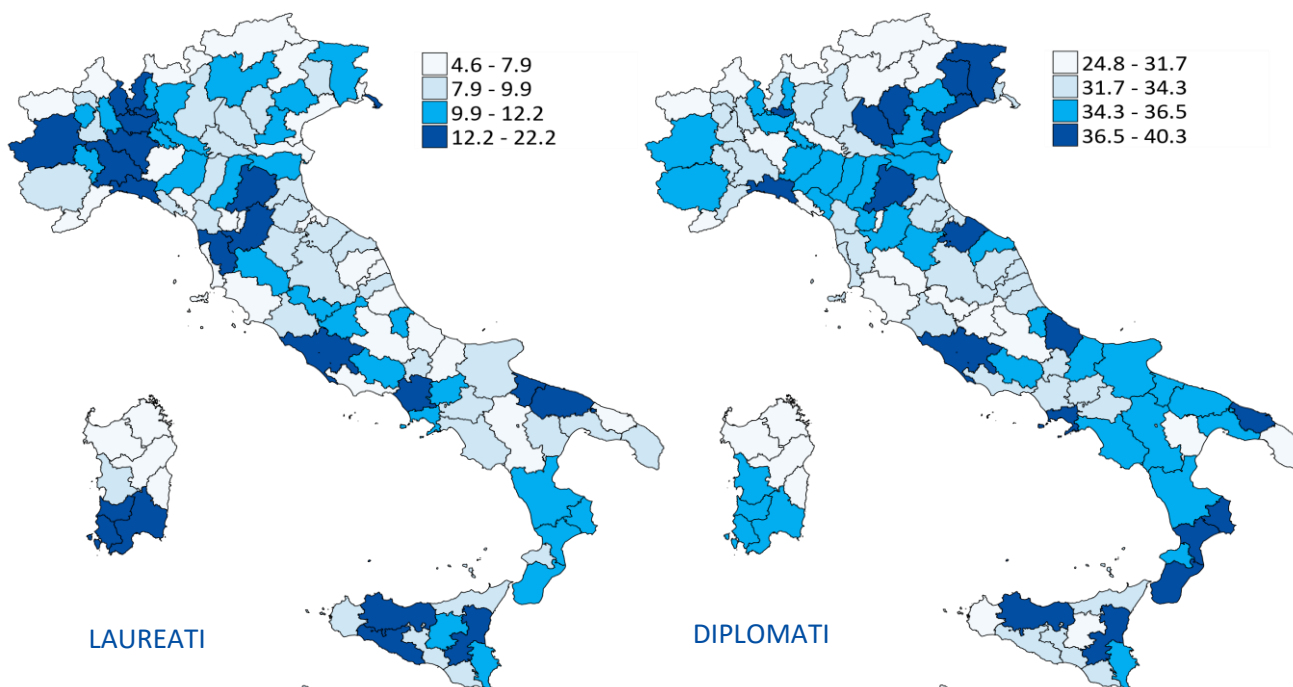 4.6 - 7.9
7.9 - 9.9
9.9 - 12.2
12.2 - 22.2
24.8 - 31.7
31.7 - 34.3
34.3 - 36.5
36.5 - 40.3
LAUREATI
DIPLOMATI